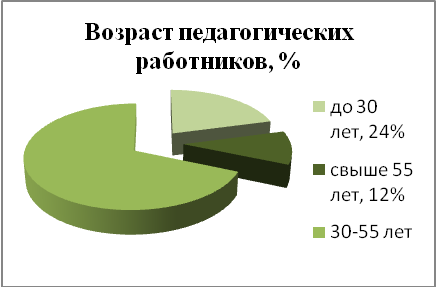 Возраст педагогических
работников, %
до 30
лет, 24%
свыше 55
лет, 12%
30-55 лет